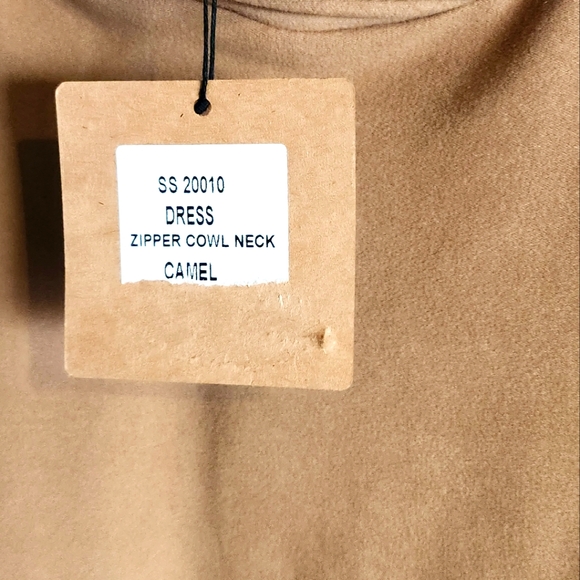 SS 20010
DRESS
ZIPPER COWL NECK
CAMEL